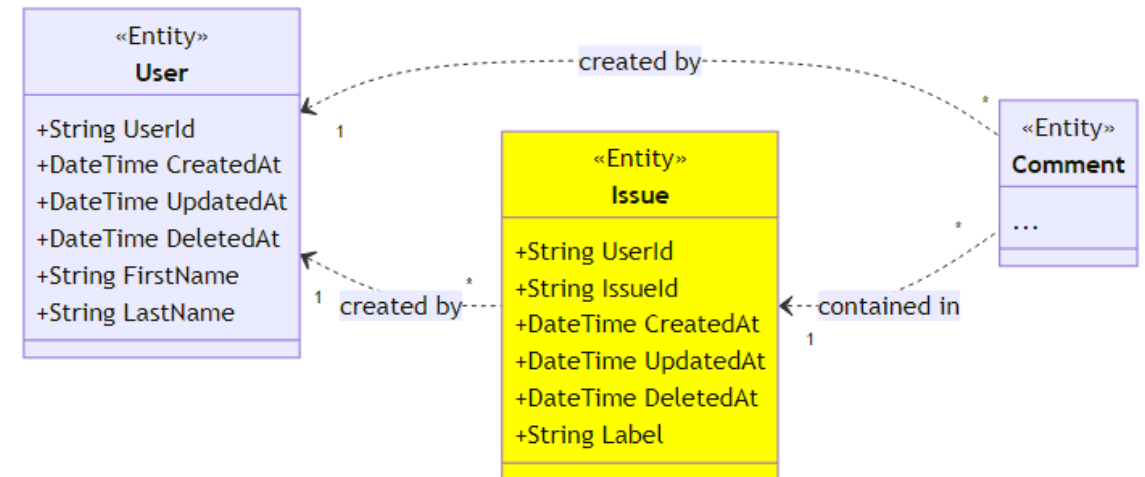 «Entity»
User
+String UserId
+DateTime CreatedAt
+DateTime UpdatedAt
+DateTime DeletedAt
+String FirstName
+String LastName
created by
1
*
«Entity»
Comment
...
«Entity»
Issue
+String UserId
+String IssueId
+DateTime CreatedAt
+DateTime UpdatedAt
+DateTime DeletedAt
+String Label
1
created by
*
*
contained in
1